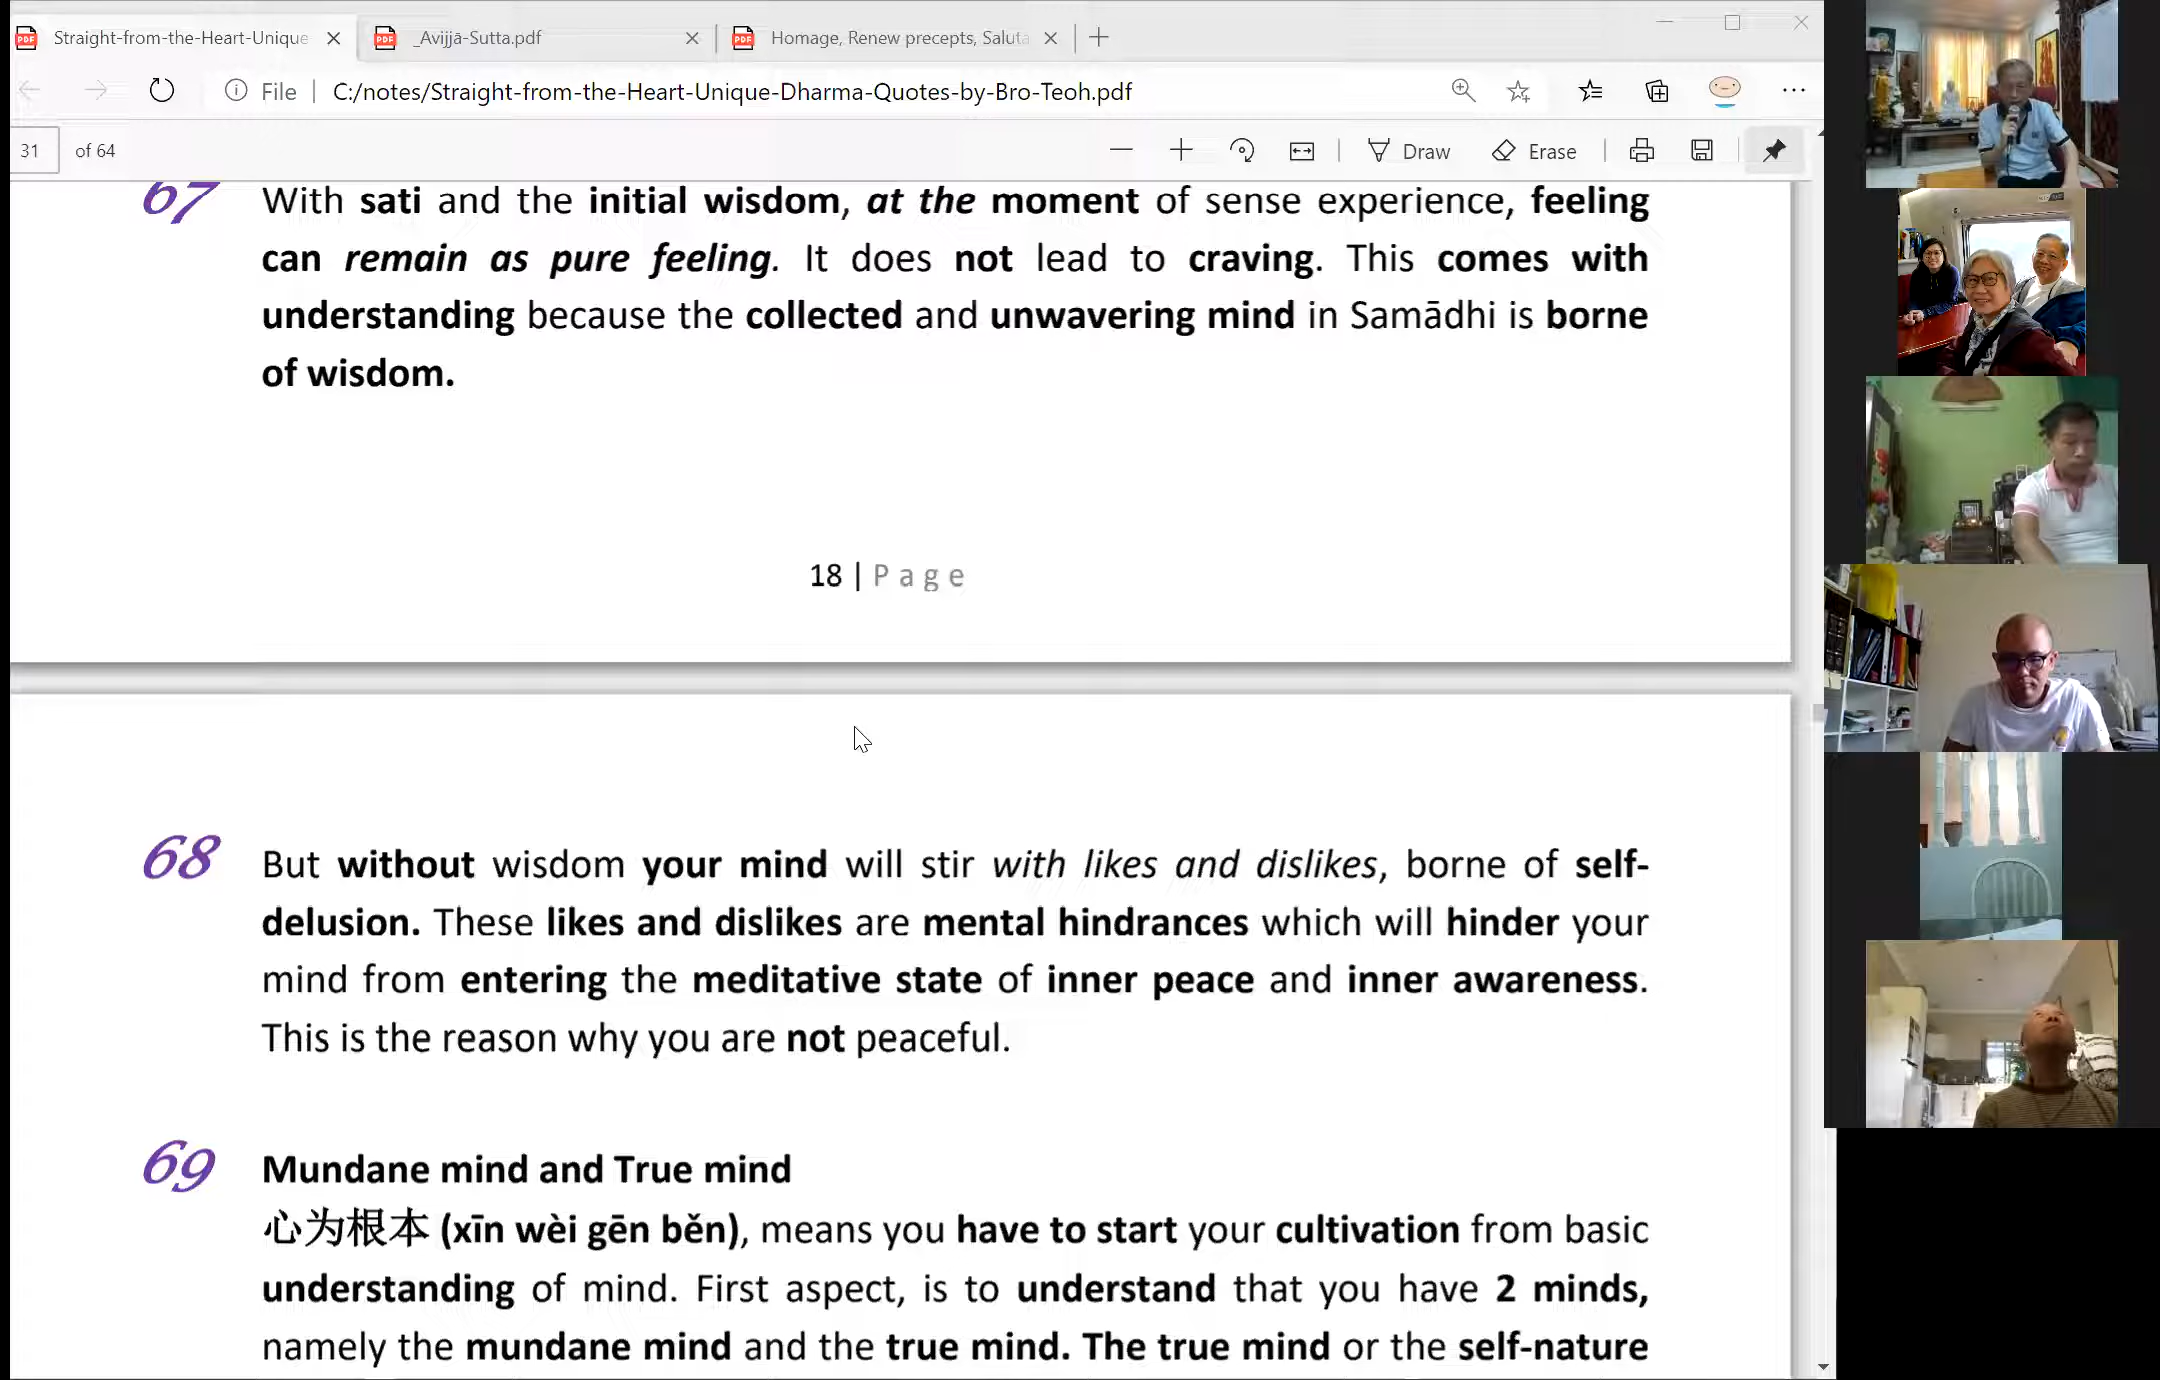 Straight-from-the-Heart-Unique
_Avijjā-Sutta.pdf
Homage, Renew precepts, Saluta
File
C:/notes/Straight-from-the-Heart-Unique-Dharma-Quotes-by-Bro-Teoh.pdf
31 of 64
Draw
Erase
67 With sati and the initial wisdom, at the moment of sense experience, feeling
can remain as pure feeling. It does not lead to craving. This comes with
understanding because the collected and unwavering mind in Samādhi is borne
of wisdom.
18 | Page
68 But without wisdom your mind will stir with likes and dislikes, borne of self-
delusion. These likes and dislikes are mental hindrances which will hinder your
mind from entering the meditative state of inner peace and inner awareness.
This is the reason why you are not peaceful.
69 Mundane mind and True mind
心为根本 (xīn wèi gēn běn), means you have to start your cultivation from basic
understanding of mind. First aspect, is to understand that you have 2 minds,
namely the mundane mind and the true mind. The true mind or the self-nature